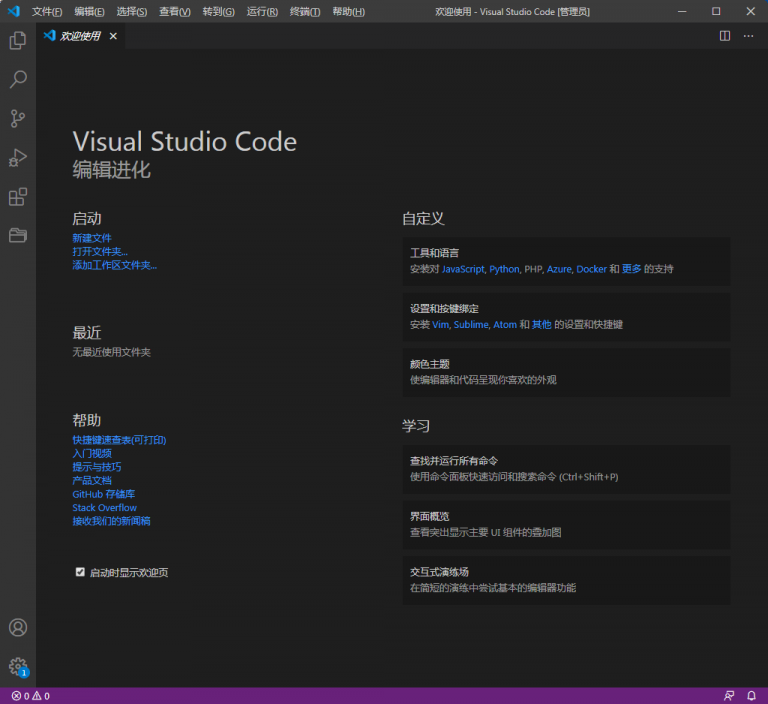 文件(F) 编辑(E) 选择(S) 查看(V) 转到(G) 运行(R) 终端(T) 帮助(H) 欢迎使用 - Visual Studio Code [管理员]
欢迎使用
Visual Studio Code
编辑进化
启动
新建文件
打开文件夹...
添加工作区文件夹...
最近
无最近使用文件夹
帮助
快捷键速查表(可打印)
入门视频
提示与技巧
产品文档
GitHub 存储库
Stack Overflow
接收我们的新闻稿
启动时显示欢迎页
自定义
工具和语言
安装对 JavaScript, Python, PHP, Azure, Docker 和 更多 的支持
设置和按键绑定
安装 Vim, Sublime, Atom 和 其他 的设置和快捷键
颜色主题
使编辑器和代码呈现你喜欢的外观
学习
查找并运行所有命令
使用命令面板快速访问和搜索命令 (Ctrl+Shift+P)
界面概览
查看突出显示主要 UI 组件的叠加图
交互式演练场
在简短的演练中尝试基本的编辑器功能
1
0 0